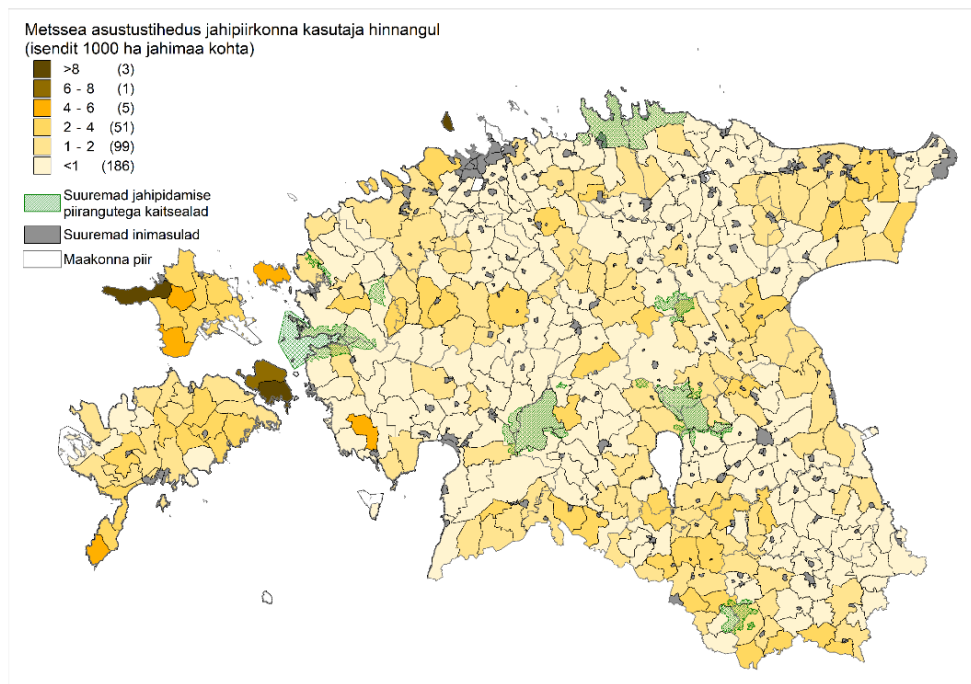 Metssea asustustihedus jahipiirkonna kasutaja hinnangul
(isendit 1000 ha jahimaa kohta)
>8 (3)
6 - 8 (1)
4 - 6 (5)
2 - 4 (51)
1 - 2 (99)
<1 (186)
Suuremad jahipidamise
piirangutega kaitsealad
Suuremad inimasulad
Maakonna piir